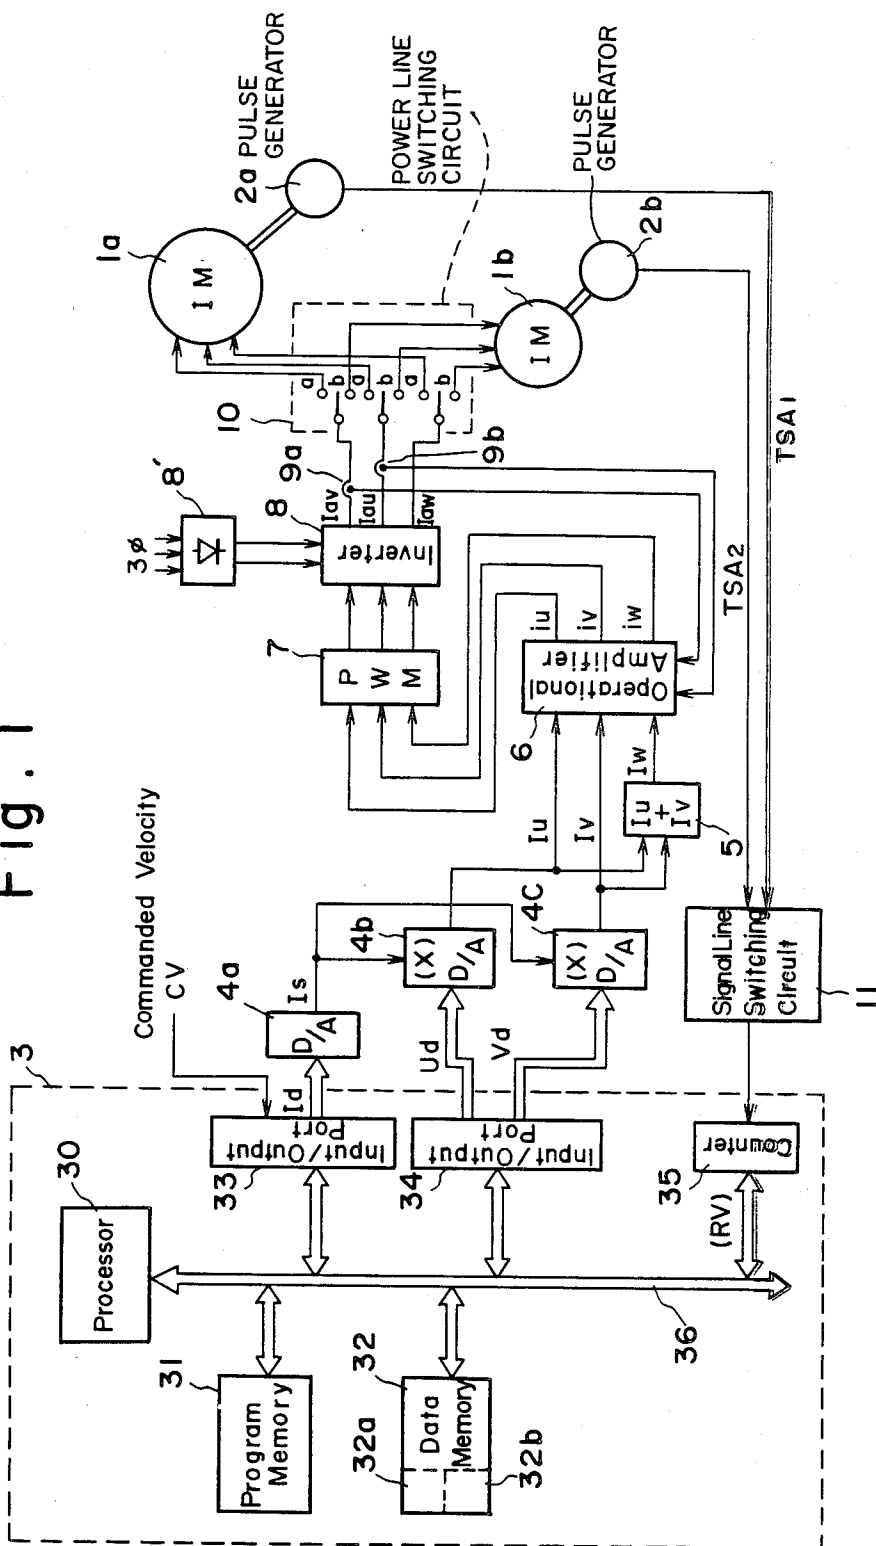 Fig. 1
3
30
Processor
31
Program
Memory
32
32a
Data
Memory
32b
36
33
Input/Output
Port
34
Input/Output
Port
35
Counter
(RV)
Commanded Velocity
CV
Id
4a
D/A
Is
Ud
Vd
4b
(X)
D/A
4C
(X)
D/A
Iu
Iv
Iu
+
Iv
5
Iw
6
Operational
Amplifier
iu
iv
iw
7
P
W
M
3ø
8'
8
Inverter
Iav
Iau
Iaw
9a
9b
10
a
b
a
b
a
b
POWER LINE
SWITCHING
CIRCUIT
1a
IM
2a PULSE
GENERATOR
1b
IM
2b
PULSE
GENERATOR
TSA1
TSA2
Signal Line
Switching
Circuit
11